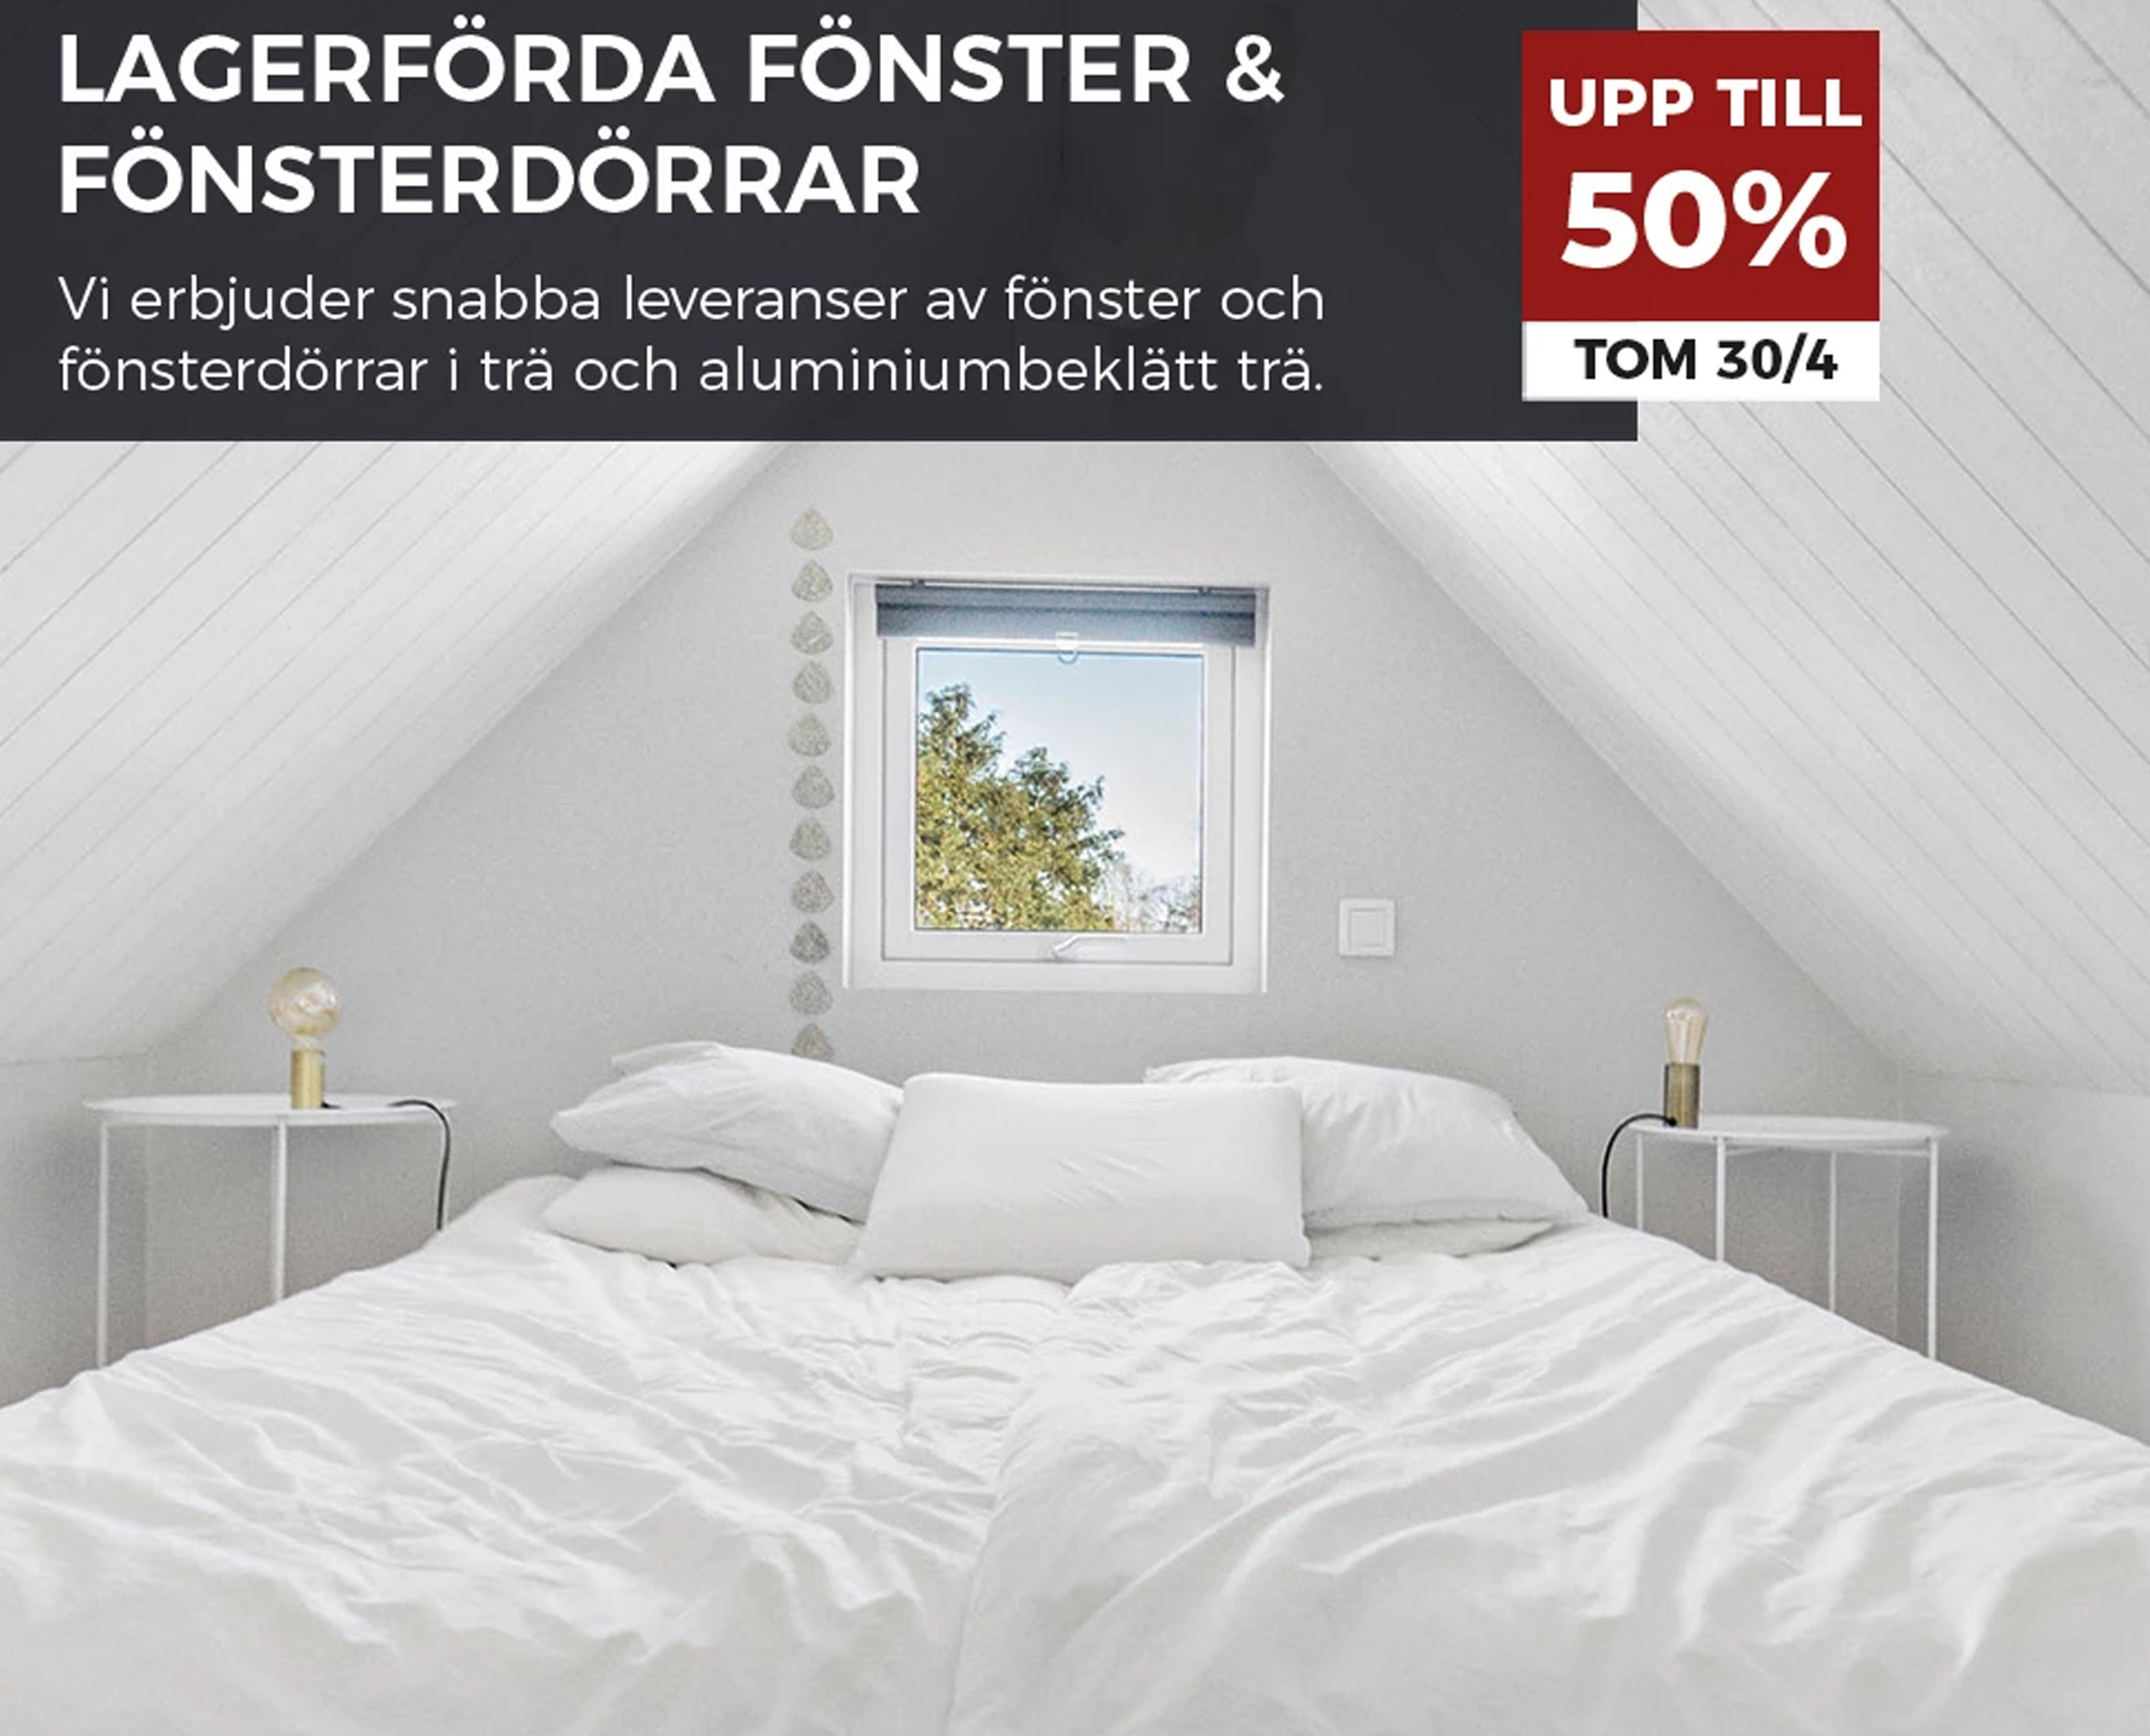 LAGERFÖRDA FÖNSTER &
FÖNSTERDÖRRAR
Vi erbjuder snabba leveranser av fönster och
fönsterdörrar i trä och aluminiumbeklätt trä.
UPP TILL
50%
TOM 30/4